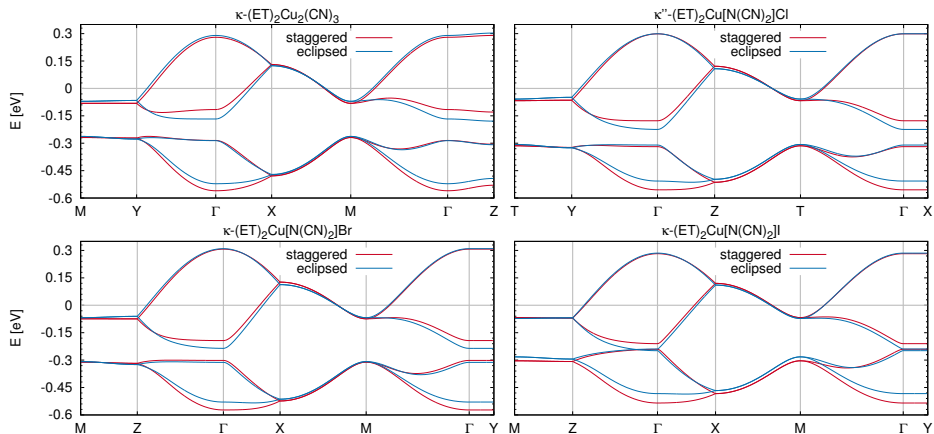 κ-(ET)₂Cu₂(CN)₃
E [eV]
0.3
0.15
0
-0.15
-0.3
-0.45
-0.6
staggered
eclipsed
M Y Γ X M Γ Z
κ''-(ET)₂Cu[N(CN)₂]Cl
staggered
eclipsed
T Y Γ Z T Γ X
κ-(ET)₂Cu[N(CN)₂]Br
E [eV]
0.3
0.15
0
-0.15
-0.3
-0.45
-0.6
staggered
eclipsed
M Z Γ X M Γ Y
κ-(ET)₂Cu[N(CN)₂]I
staggered
eclipsed
M Z Γ X M Γ Y